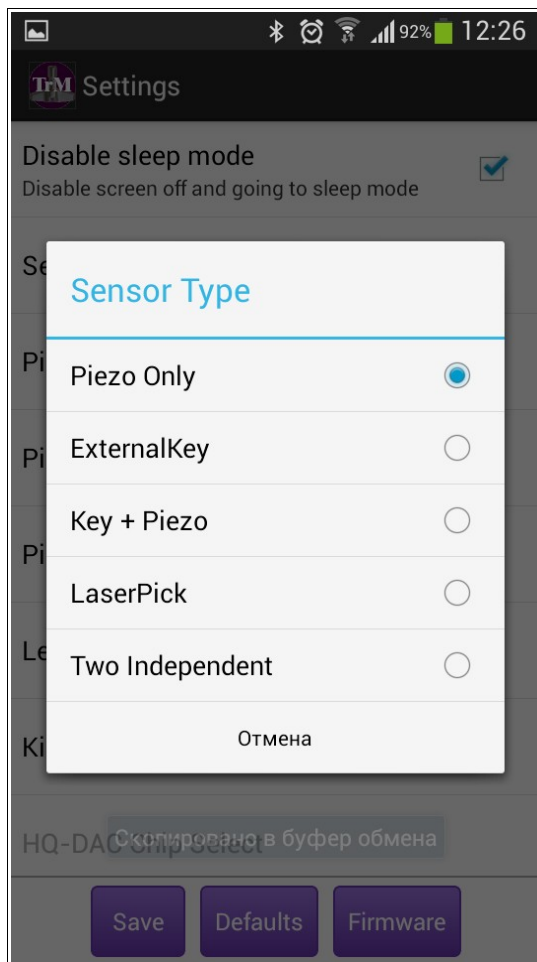 92% 12:26
TrM Settings
Disable sleep mode
Disable screen off and going to sleep mode
Se
Sensor Type
Pi
Piezo Only
ExternalKey
Pi
Key + Piezo
Pi
LaserPick
Le
Two Independent
Ki
Отмена
HQ-DAC Chip Select
Скопировано в буфер обмена
Save Defaults Firmware